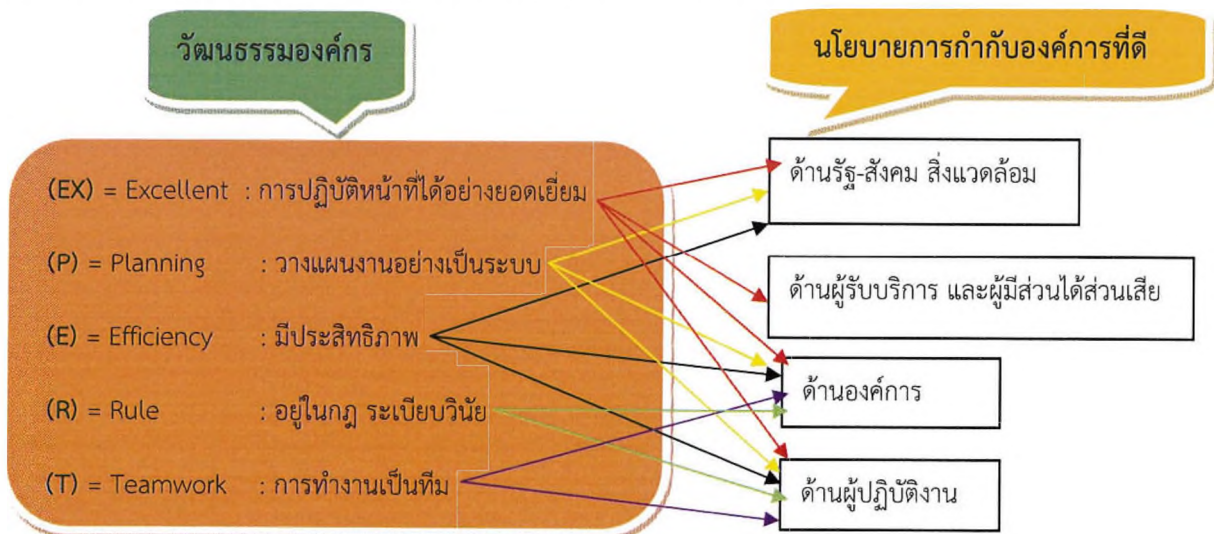 วัฒนธรรมองค์กร
นโยบายการกำกับองค์การที่ดี
(EX) = Excellent : การปฏิบัติหน้าที่ได้อย่างยอดเยี่ยม
(P) = Planning : วางแผนงานอย่างเป็นระบบ
(E) = Efficiency : มีประสิทธิภาพ
(R) = Rule : อยู่ในกฎ ระเบียบวินัย
(T) = Teamwork : การทำงานเป็นทีม
ด้านรัฐ-สังคม สิ่งแวดล้อม
ด้านผู้รับบริการ และผู้มีส่วนได้ส่วนเสีย
ด้านองค์การ
ด้านผู้ปฏิบัติงาน